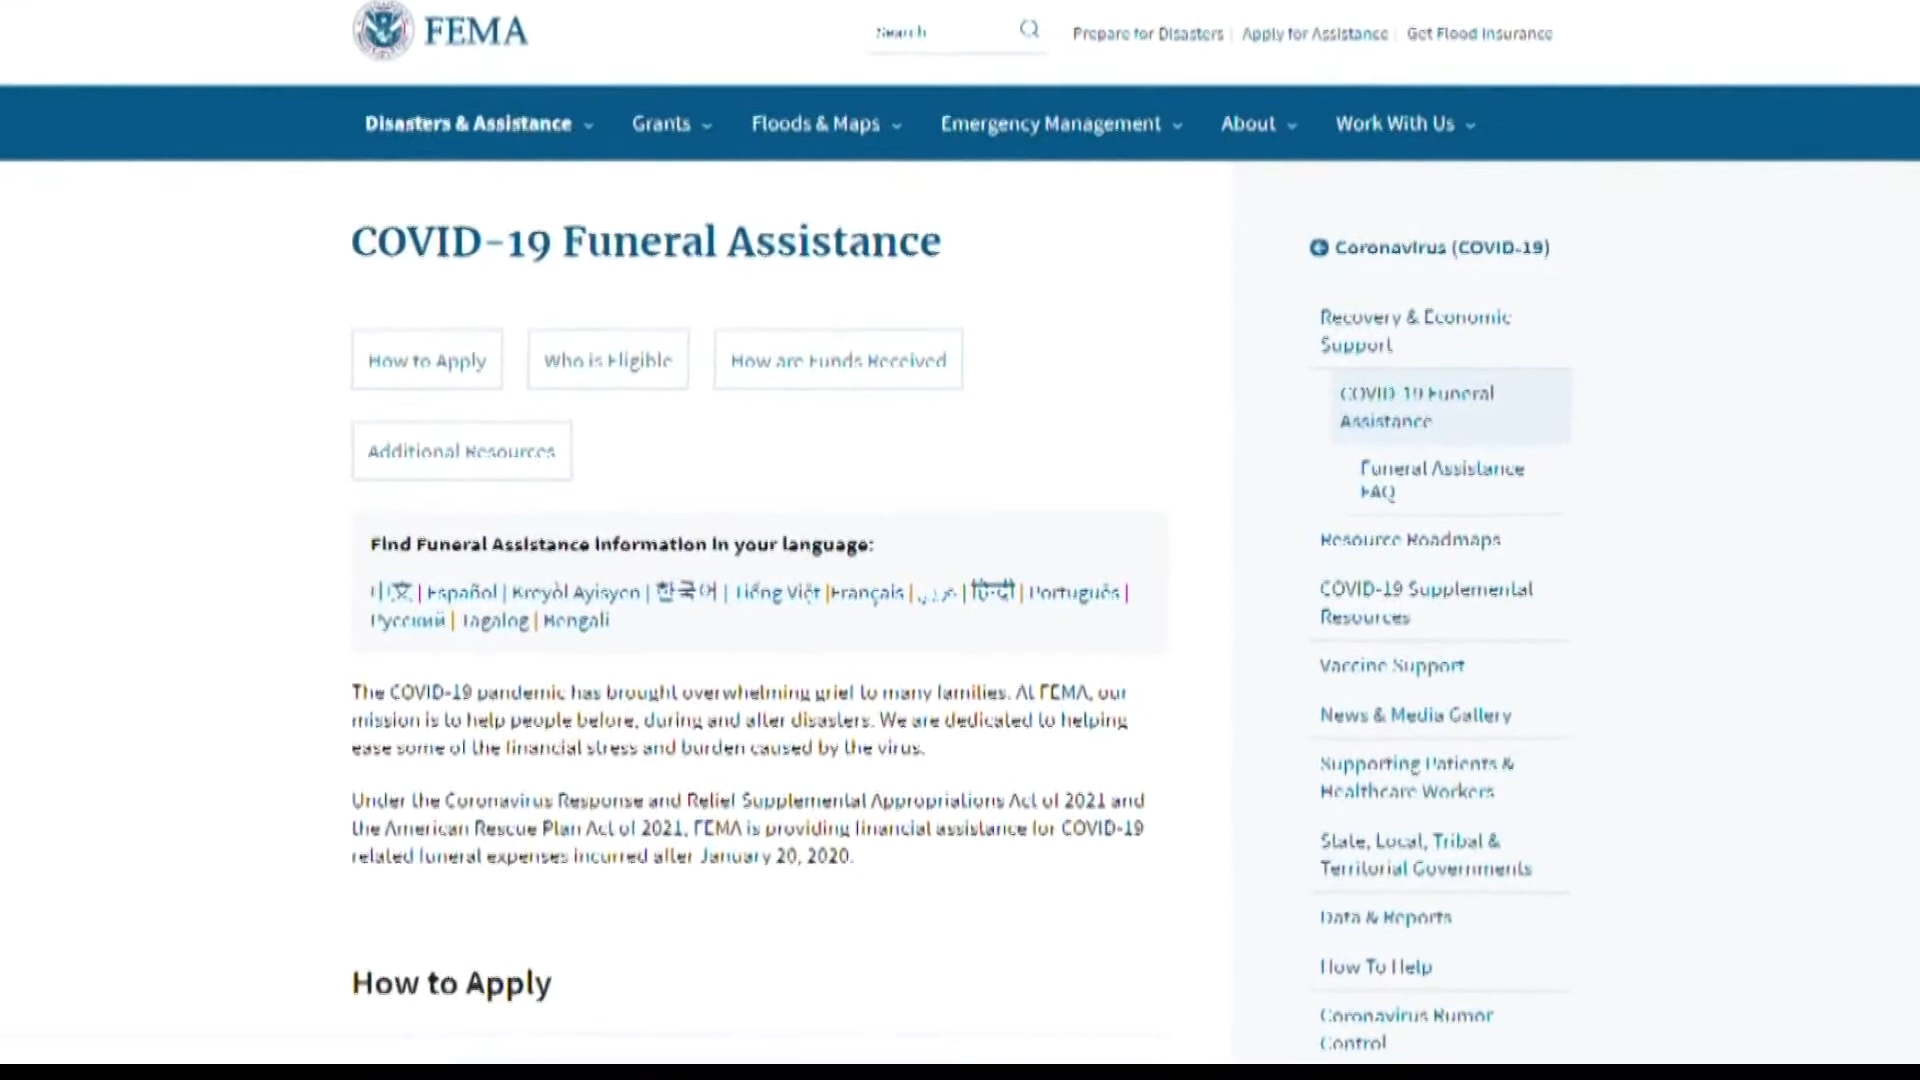 FEMA
Search
Prepare for Disasters
Apply for Assistance
Get Flood Insurance
Disasters & Assistance
Grants
Floods & Maps
Emergency Management
About
Work With Us
COVID-19 Funeral Assistance
How to Apply
Who is Eligible
How are Funds Received
Additional Resources
Find Funeral Assistance information in your language:
中文 | Español | Kreyòl Ayisyen | 한국어 | Tiếng Việt |Français | عربى | हिन्दी | Português |
Русский | Tagalog | Bengali
The COVID-19 pandemic has brought overwhelming grief to many families. At FEMA, our
mission is to help people before, during and after disasters. We are dedicated to helping
ease some of the financial stress and burden caused by the virus.
Under the Coronavirus Response and Relief Supplemental Appropriations Act of 2021 and
the American Rescue Plan Act of 2021, FEMA is providing financial assistance for COVID-19
related funeral expenses incurred after January 20, 2020.
How to Apply
Coronavirus (COVID-19)
Recovery & Economic
Support
COVID-19 Funeral
Assistance
Funeral Assistance
FAQ
Resource Roadmaps
COVID-19 Supplemental
Resources
Vaccine Support
News & Media Gallery
Supporting Patients &
Healthcare Workers
State, Local, Tribal &
Territorial Governments
Data & Reports
How To Help
Coronavirus Rumor
Control